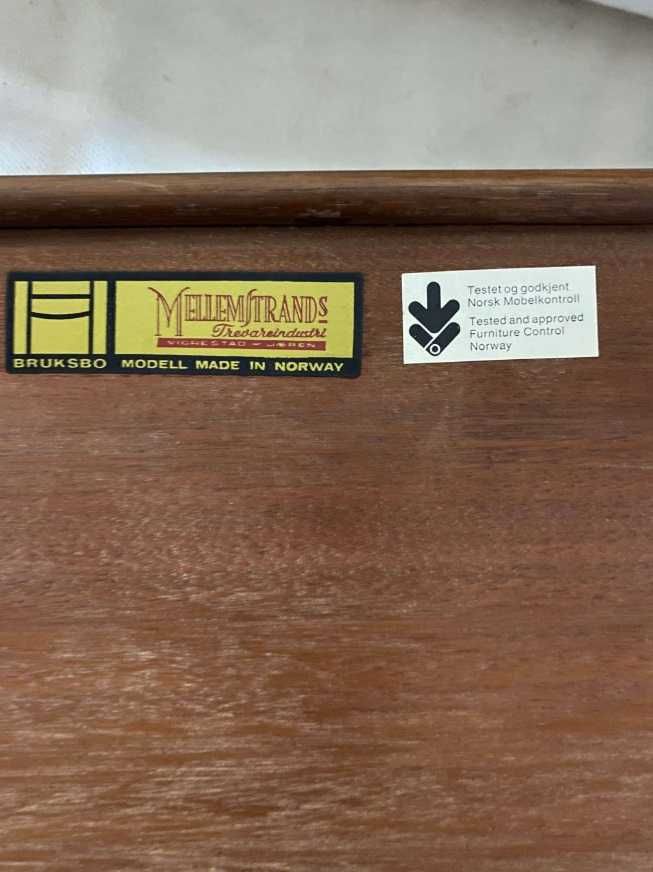 MELLEMSTRANDS
Trevareindustri
VIGRESTAD - JÆREN
BRUKSBO MODELL MADE IN NORWAY
Testet og godkjent
Norsk Møbelkontroll
Tested and approved
Furniture Control
Norway